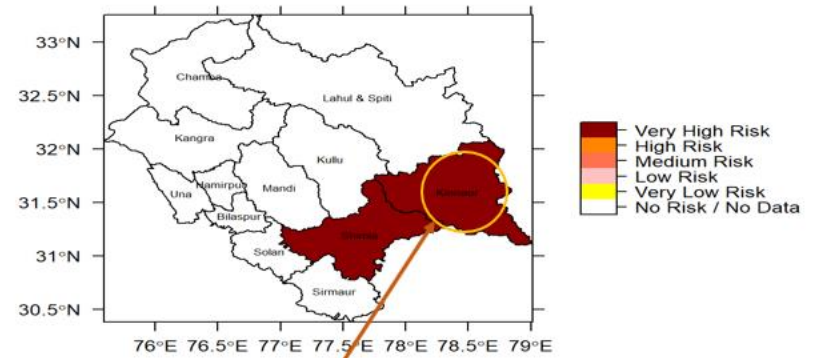 33°N
32.5°N
32°N
31.5°N
31°N
30.5°N
Chamba
Lahul & Spiti
Kangra
Kullu
Hamirpur
Una
Mandi
Kinnaur
Bilaspur
Shimla
Solan
Sirmaur
76°E 76.5°E 77°E 77.5°E 78°E 78.5°E 79°E
Very High Risk
High Risk
Medium Risk
Low Risk
Very Low Risk
No Risk / No Data